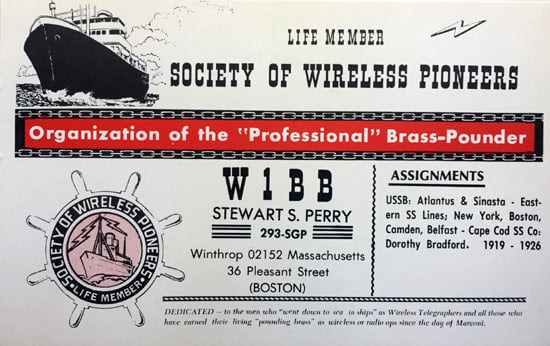 LIFE MEMBER
SOCIETY OF WIRELESS PIONEERS
Organization of the "Professional" Brass-Pounder
W1BB
STEWART S. PERRY
293-SGP
Winthrop 02152 Massachusetts
36 Pleasant Street
(BOSTON)
ASSIGNMENTS
USSB: Atlantus & Sinasta - East-
ern SS Lines; New York, Boston,
Camden, Belfast - Cape Cod SS Co:
Dorothy Bradford. 1919 - 1926
SOCIETY OF WIRELESS PIONEERS
• LIFE MEMBER •
DEDICATED — to the men who "went down to sea in ships" as Wireless Telegraphers and all those who
have earned their living "pounding brass" as wireless or radio ops since the day of Marconi.